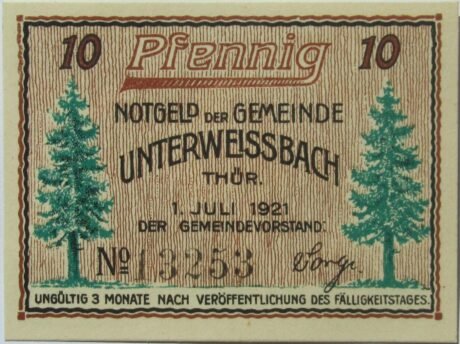 10 Pfennig 10
NOTGELD DER GEMEINDE
UNTERWEISSBACH
THÜR.
1. JULI 1921
DER GEMEINDEVORSTAND:
No 13253
UNGÜLTIG 3 MONATE NACH VERÖFFENTLICHUNG DES FÄLLIGKEITSTAGES.